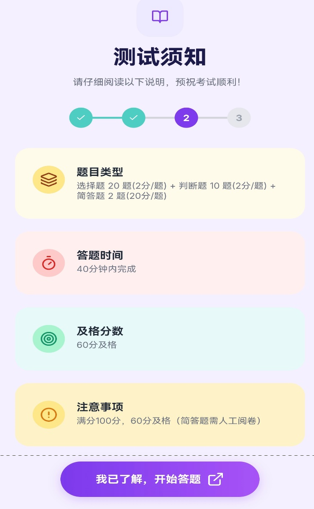 测试须知
请仔细阅读以下说明，预祝考试顺利！
2
3
题目类型
选择题 20 题(2分/题) + 判断题 10 题(2分/题) +
简答题 2 题(20分/题)
答题时间
40分钟内完成
及格分数
60分及格
注意事项
满分100分，60分及格（简答题需人工阅卷）
我已了解，开始答题